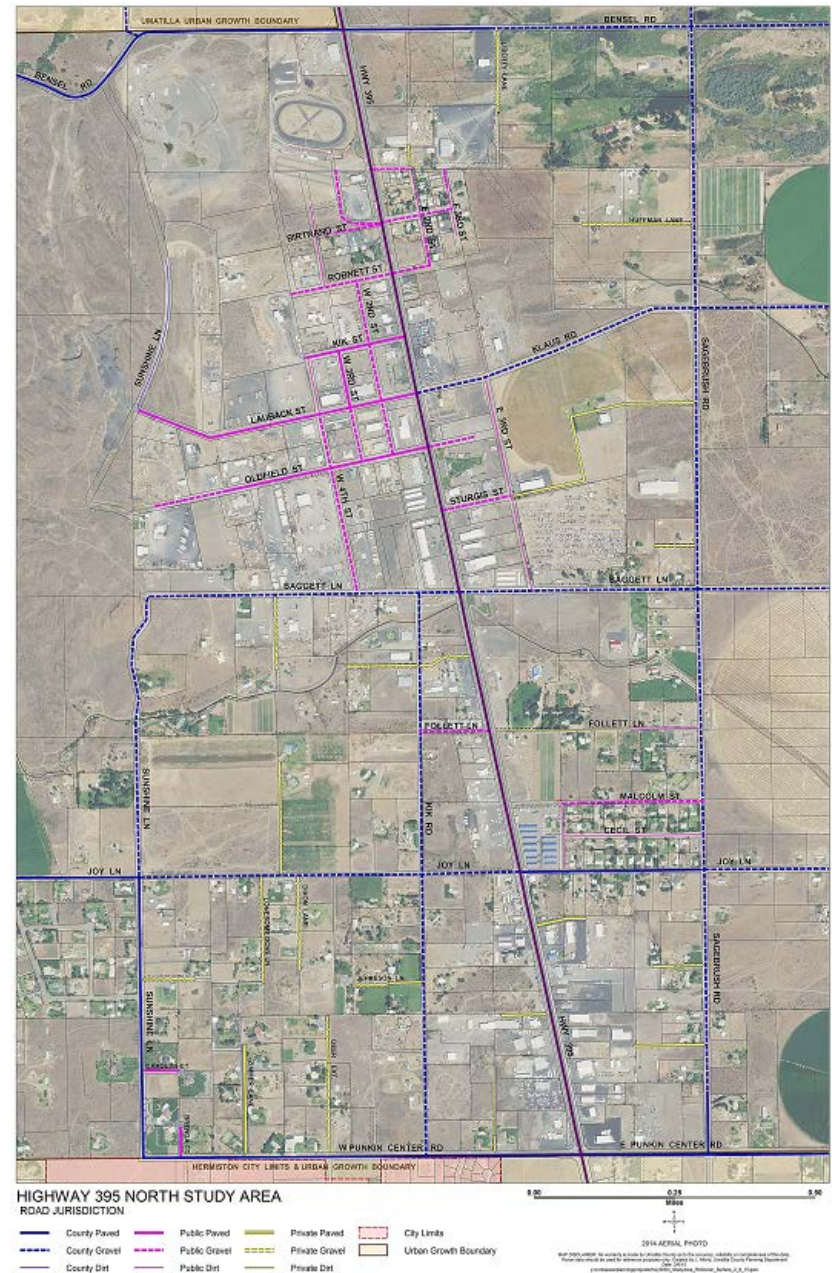 UMATILLA URBAN GROWTH BOUNDARY
BENSEL RD
BENSEL RD
HWY 395
HUFFMAN LANE
E 2ND ST
E 3RD ST
BIRTRAND ST
ROBNETT ST
W 2ND ST
KIK ST
KLAUS RD
SUNSHINE LN
W 3RD ST
SAGEBRUSH RD
LAUBACK ST
E 3RD ST
OLDFIELD ST
W 4TH ST
STURGIS ST
BAGGETT LN
BAGGETT LN
FOLLETT LN
FOLLETT LN
SUNSHINE LN
KIK RD
MALCOLM ST
CECIL ST
JOY LN
JOY LN
JOY LN
SAGEBRUSH RD
SUNSHINE LN
HWY 395
W PUNKIN CENTER RD
E PUNKIN CENTER RD
HERMISTON CITY LIMITS & URBAN GROWTH BOUNDARY
HIGHWAY 395 NORTH STUDY AREA
ROAD JURISDICTION
0.00 0.25 0.50
Miles
County Paved Public Paved Private Paved City Limits
County Gravel Public Gravel Private Gravel Urban Growth Boundary
County Dirt Public Dirt Private Dirt
2014 AERIAL PHOTO